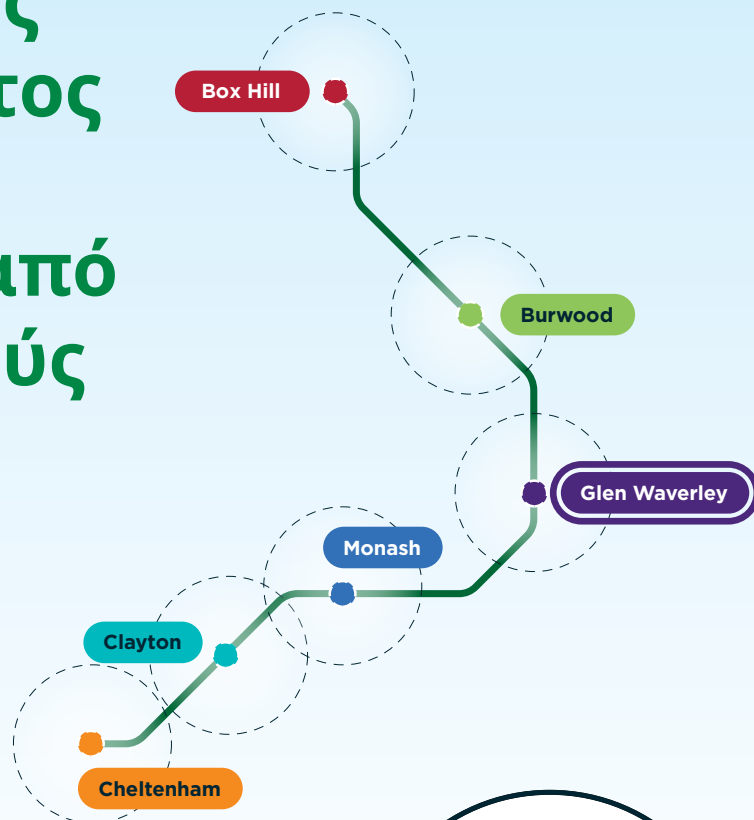 ς
τος
από
ύς
Box Hill
Burwood
Glen Waverley
Monash
Clayton
Cheltenham